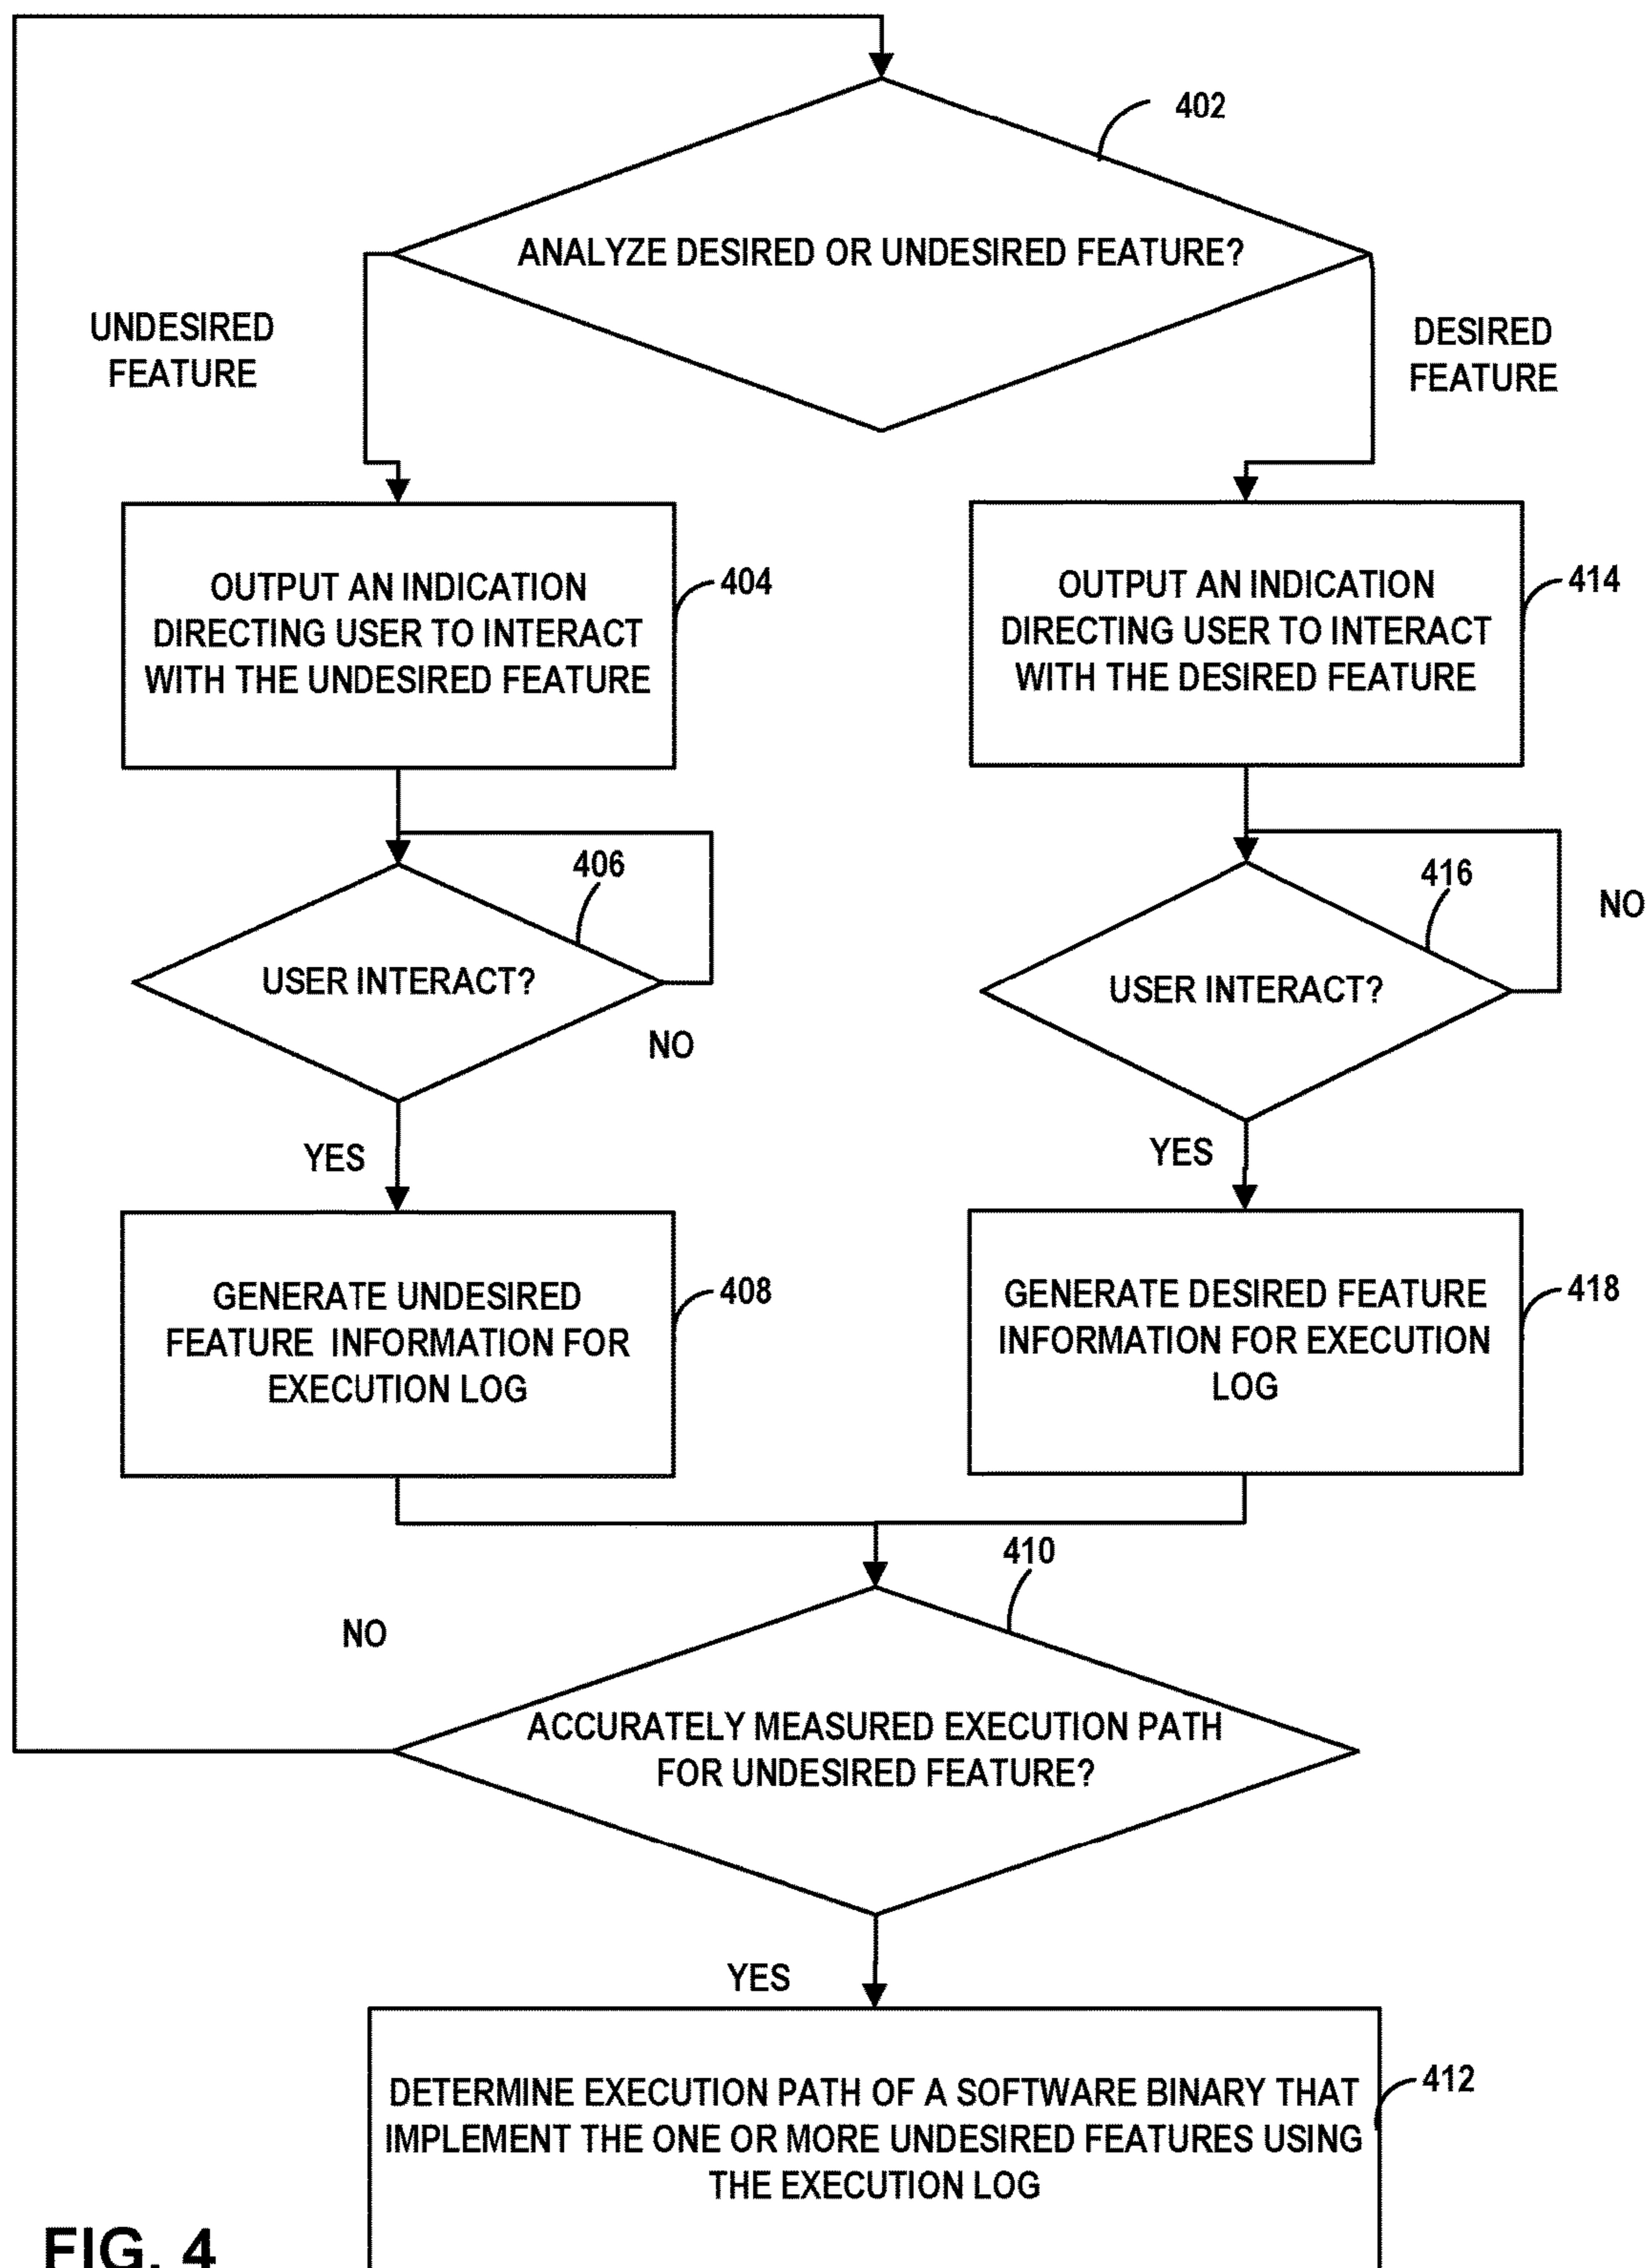 402
ANALYZE DESIRED OR UNDESIRED FEATURE?
UNDESIRED
FEATURE
DESIRED
FEATURE
OUTPUT AN INDICATION
DIRECTING USER TO INTERACT
WITH THE UNDESIRED FEATURE
404
OUTPUT AN INDICATION
DIRECTING USER TO INTERACT
WITH THE DESIRED FEATURE
414
406
USER INTERACT?
NO
416
USER INTERACT?
NO
YES
YES
GENERATE UNDESIRED
FEATURE INFORMATION FOR
EXECUTION LOG
408
GENERATE DESIRED FEATURE
INFORMATION FOR EXECUTION
LOG
418
410
NO
ACCURATELY MEASURED EXECUTION PATH
FOR UNDESIRED FEATURE?
YES
DETERMINE EXECUTION PATH OF A SOFTWARE BINARY THAT
IMPLEMENT THE ONE OR MORE UNDESIRED FEATURES USING
THE EXECUTION LOG
412
FIG. 4